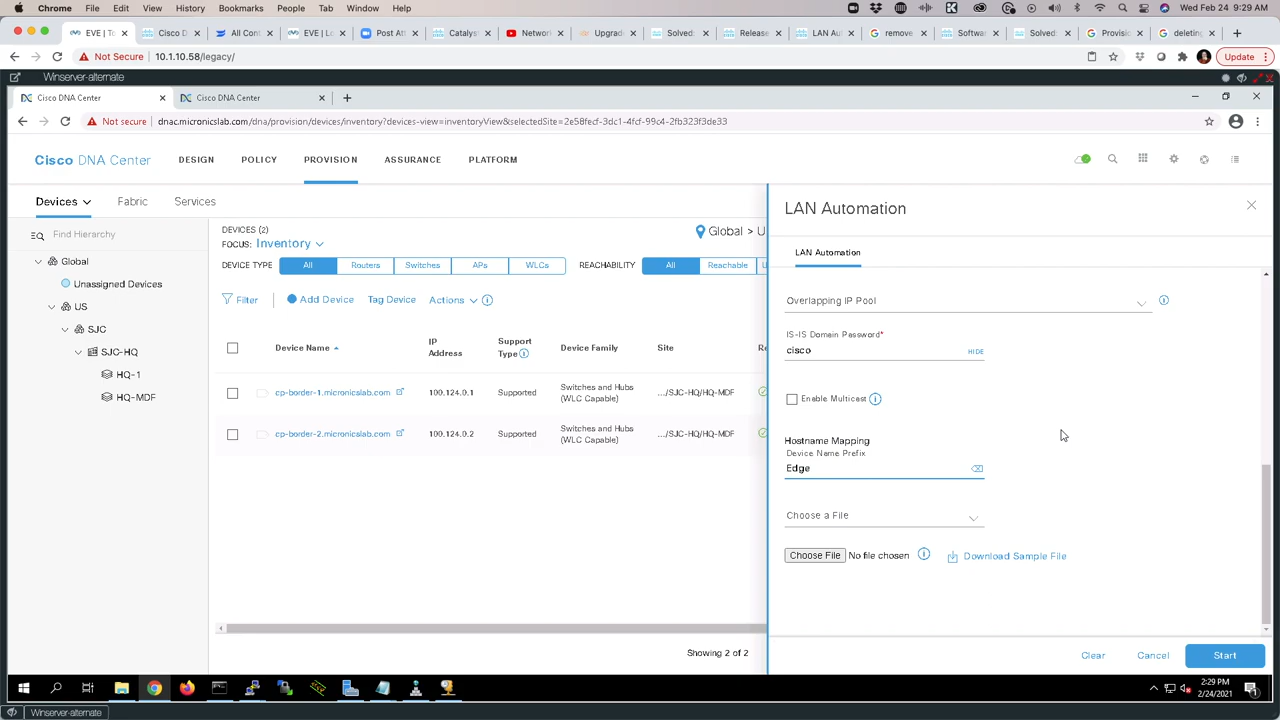 Chrome File Edit View History Bookmarks People Tab Window Help Wed Feb 24 9:29 AM
EVE | To Cisco D All Cont EVE | Lo Post Att Catalyst Network Upgrade Solved: Release LAN Au remove Softwar Solved: Provisi deleting
Not Secure 10.1.10.58/legacy/ Update
Winserver-alternate
Cisco DNA Center Cisco DNA Center
Not secure dnac.micronicslab.com/dna/provision/devices/inventory?devices-view=inventoryView&selectedSite=2e58fecf-3dc1-4fcf-99c4-2fb323f3de33
Cisco DNA Center DESIGN POLICY PROVISION ASSURANCE PLATFORM
Devices Fabric Services
Find Hierarchy
Global
Unassigned Devices
US
SJC
SJC-HQ
HQ-1
HQ-MDF
DEVICES (2)
FOCUS: Inventory
Global > U
DEVICE TYPE All Routers Switches APs WLCs REACHABILITY All Reachable U
Filter Add Device Tag Device Actions
Device Name IP Address Support Type Device Family Site Re
cp-border-1.micronicslab.com 100.124.0.1 Supported Switches and Hubs (WLC Capable) .../SJC-HQ/HQ-MDF
cp-border-2.micronicslab.com 100.124.0.2 Supported Switches and Hubs (WLC Capable) .../SJC-HQ/HQ-MDF
Showing 2 of 2
LAN Automation
LAN Automation
Overlapping IP Pool
IS-IS Domain Password*
cisco HIDE
Enable Multicast
Hostname Mapping
Device Name Prefix
Edge
Choose a File
Choose File No file chosen Download Sample File
Clear Cancel Start
2:29 PM
2/24/2021
Winserver-alternate